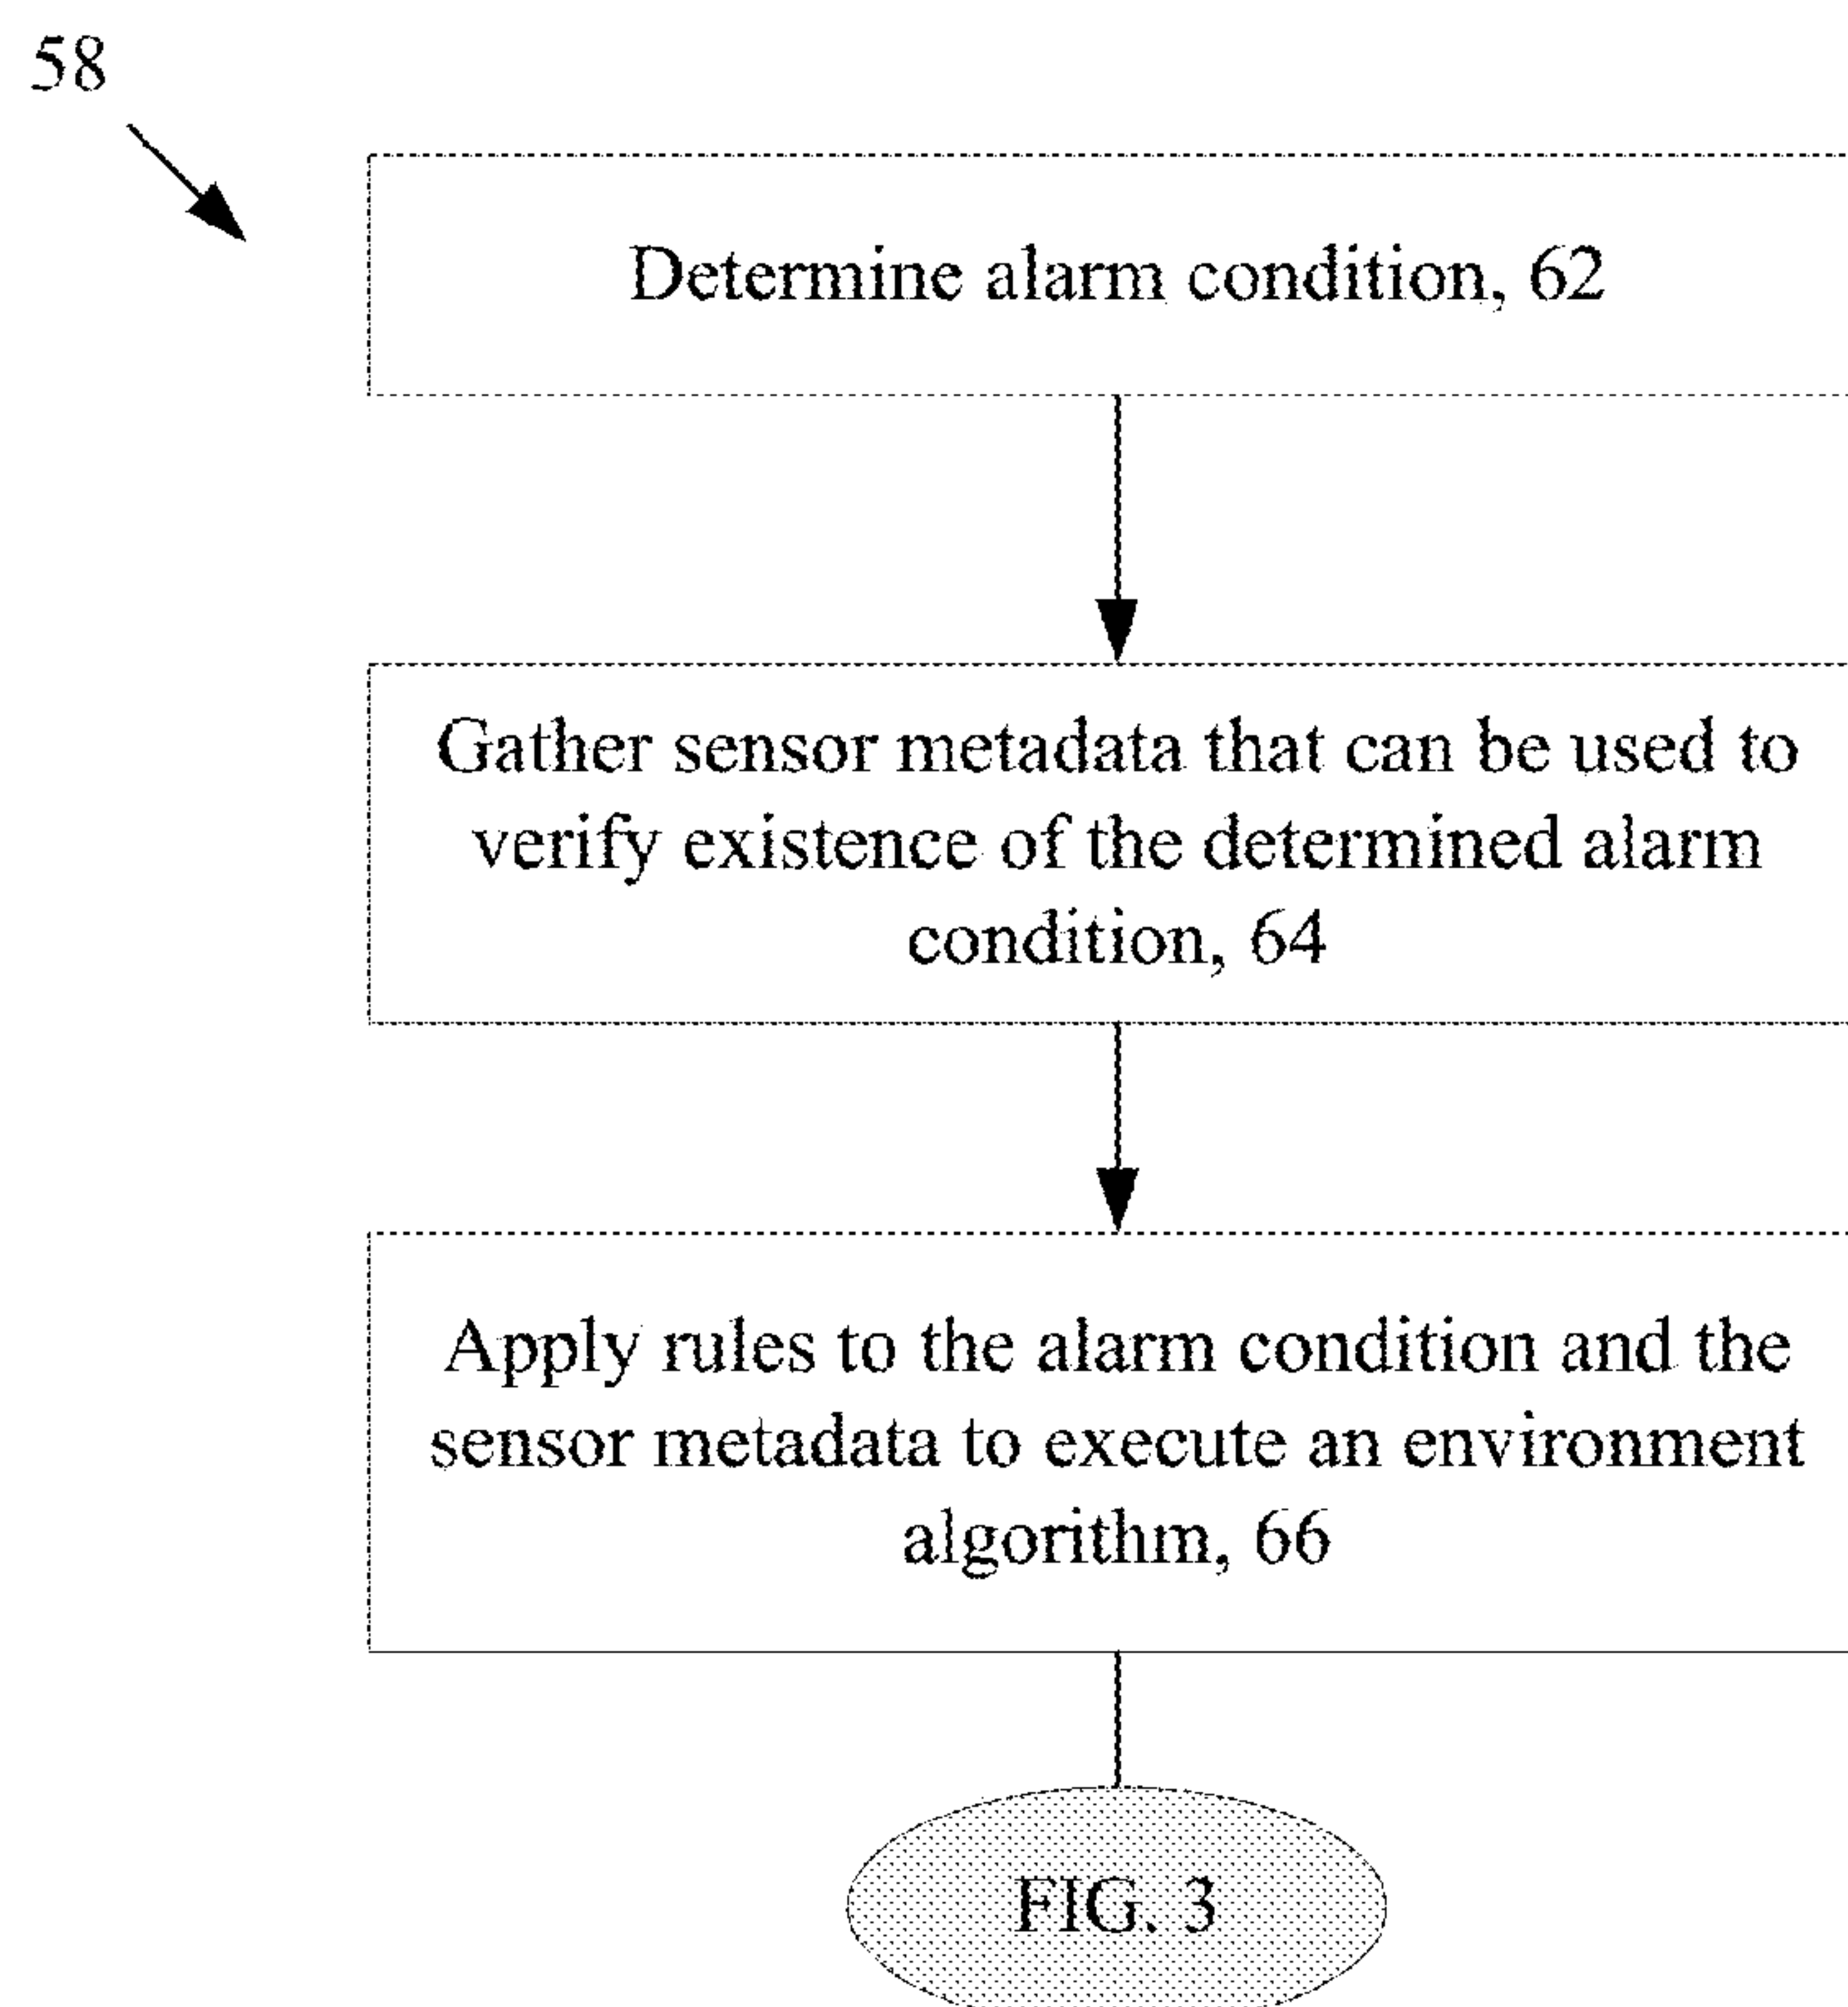 58
Determine alarm condition, 62
Gather sensor metadata that can be used to
verify existence of the determined alarm
condition, 64
Apply rules to the alarm condition and the
sensor metadata to execute an environment
algorithm, 66
FIG. 3